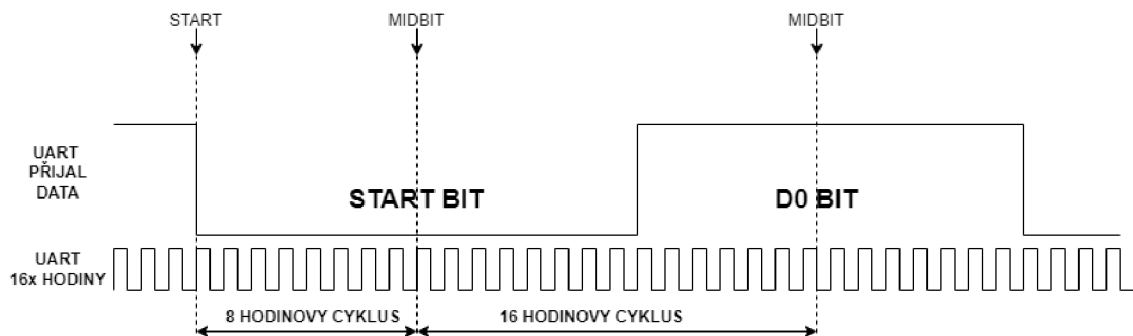 START
MIDBIT
MIDBIT
UART
PŘIJAL
DATA
START BIT
D0 BIT
UART
16x HODINY
8 HODINOVY CYKLUS
16 HODINOVY CYKLUS